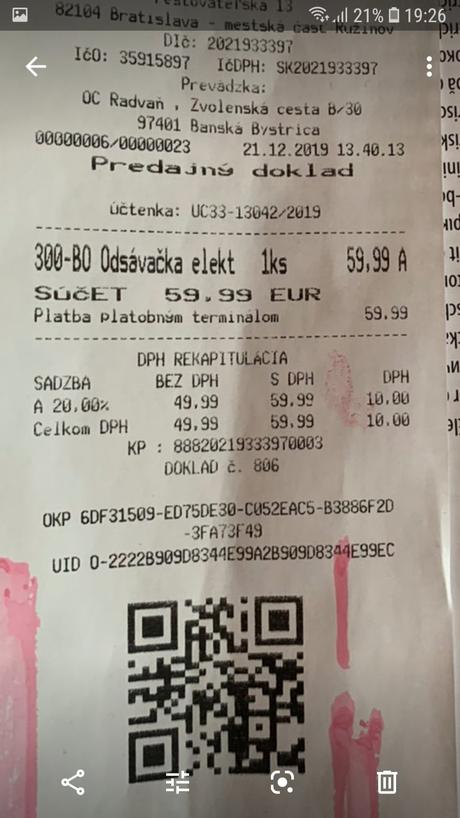 21% 19:26
82104 Bratislava - mestská časť Ružinov
DIč: 2021933397
IčO: 35915897 IčDPH: SK2021933397
Prevádzka:
OC Radvaň , Zvolenská cesta 8/30
97401 Banská Bystrica
00000006/00000023 21.12.2019 13.40.13
Predajný doklad
účtenka: UC33-13042/2019
300-BO Odsávačka elekt 1ks 59,99 A
SúčET 59.99 EUR
Platba platobným terminálom 59.99
DPH REKAPITULÁCIA
SADZBA BEZ DPH S DPH DPH
A 20.00% 49.99 59.99 10.00
Celkom DPH 49.99 59.99 10.00
KP : 88820219333970003
DOKLAD č. 806
OKP 6DF31509-ED75DE30-C052EAC5-B3886F2D
-3FA73F49
UID O-2222B909D8344E99A2B909D8344E99EC